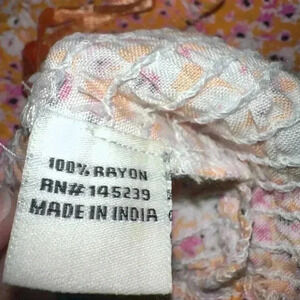 100% RAYON
RN# 145239
MADE IN INDIA